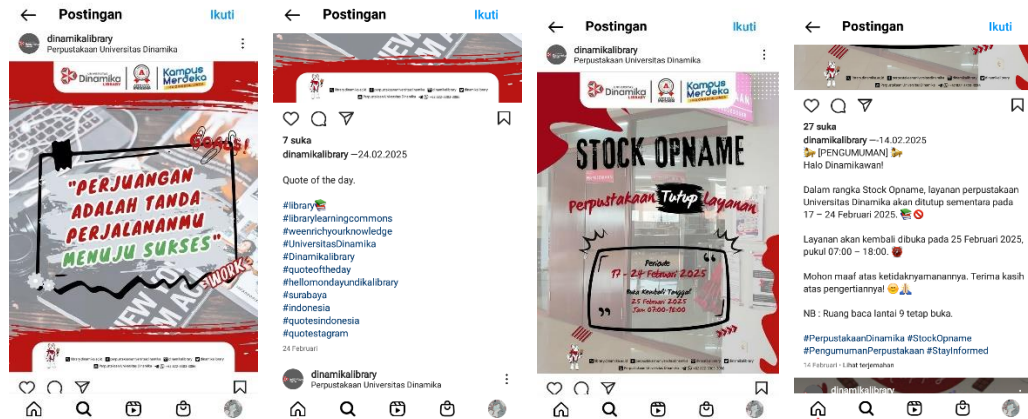 Postingan
Ikuti
dinamikalibrary
Perpustakaan Universitas Dinamika
Dinamika
LIBRARY
Kampus
Merdeka
Goals!
"PERJUANGAN
ADALAH TANDA
PERJALANANMU
MENUJU SUKSES"
WORK
Postingan
Ikuti
7 suka
dinamikalibrary —24.02.2025
Quote of the day.
#library
#librarylearningcommons
#weenrichyourknowledge
#UniversitasDinamika
#Dinamikalibrary
#quoteoftheday
#hellomondayundikalibrary
#surabaya
#indonesia
#quotesindonesia
#quotestagram
24 Februari
dinamikalibrary
Perpustakaan Universitas Dinamika
Postingan
Ikuti
dinamikalibrary
Perpustakaan Universitas Dinamika
Dinamika
LIBRARY
Kampus
Merdeka
STOCK OPNAME
Perpustakaan Tutup Layanan
Periode
17 - 24 Februari 2025
Buka Kembali Tanggal
25 Februari 2025
Jam 07:00-18:00
Postingan
Ikuti
27 suka
dinamikalibrary —-14.02.2025
[PENGUMUMAN]
Halo Dinamikawan!
Dalam rangka Stock Opname, layanan perpustakaan
Universitas Dinamika akan ditutup sementara pada
17 – 24 Februari 2025. 📚🚫
Layanan akan kembali dibuka pada 25 Februari 2025,
pukul 07:00 – 18:00.
Mohon maaf atas ketidaknyamanannya. Terima kasih
atas pengertiannya! 😊🙏
NB : Ruang baca lantai 9 tetap buka.
#PerpustakaanDinamika #StockOpname
#PengumumanPerpustakaan #StayInformed
14 Februari · Lihat terjemahan
dinamikalibrary